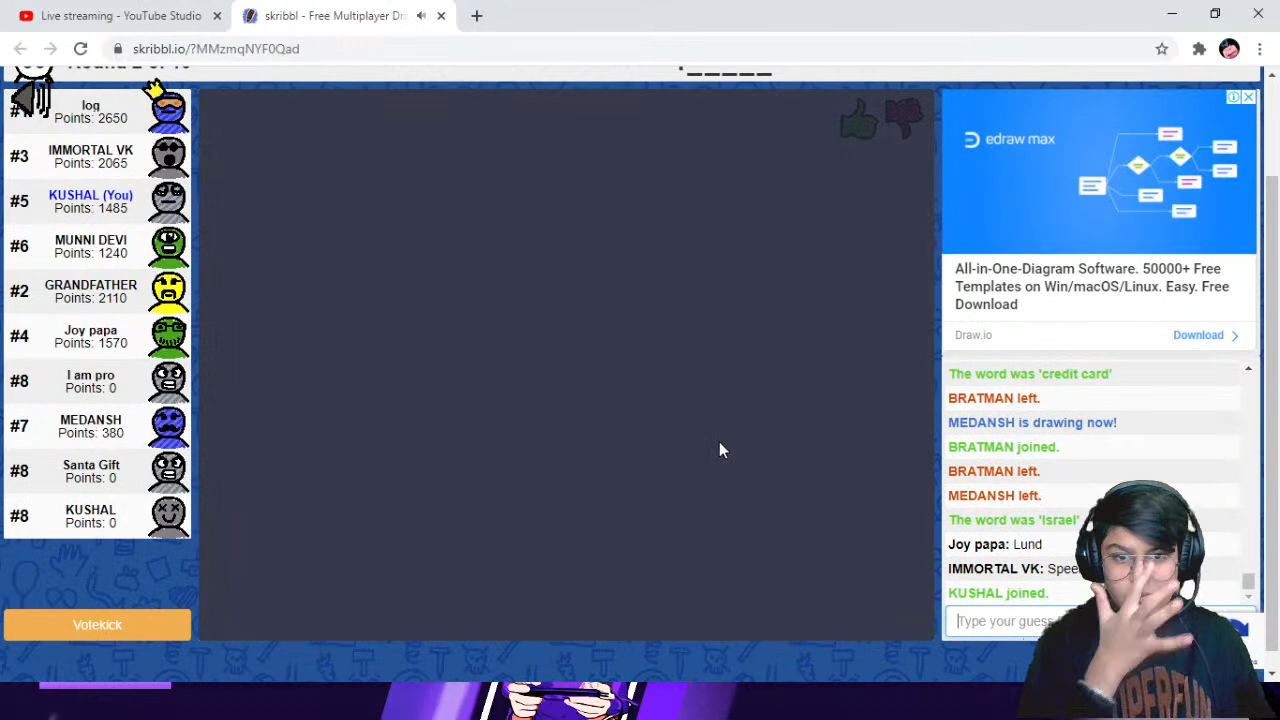 Live streaming - YouTube Studio
skribbl - Free Multiplayer Dra
skribbl.io/?MMzmqNYF0Qad
_____
log
Points: 2650
#3 IMMORTAL VK
Points: 2065
#5 KUSHAL (You)
Points: 1485
#6 MUNNI DEVI
Points: 1240
#2 GRANDFATHER
Points: 2110
#4 Joy papa
Points: 1570
#8 I am pro
Points: 0
#7 MEDANSH
Points: 380
#8 Santa Gift
Points: 0
#8 KUSHAL
Points: 0
Votekick
edraw max
All-in-One-Diagram Software. 50000+ Free
Templates on Win/macOS/Linux. Easy. Free
Download
Draw.io
Download
The word was 'credit card'
BRATMAN left.
MEDANSH is drawing now!
BRATMAN joined.
BRATMAN left.
MEDANSH left.
The word was 'Israel'
Joy papa: Lund
IMMORTAL VK: Spee
KUSHAL joined.
Type your guess